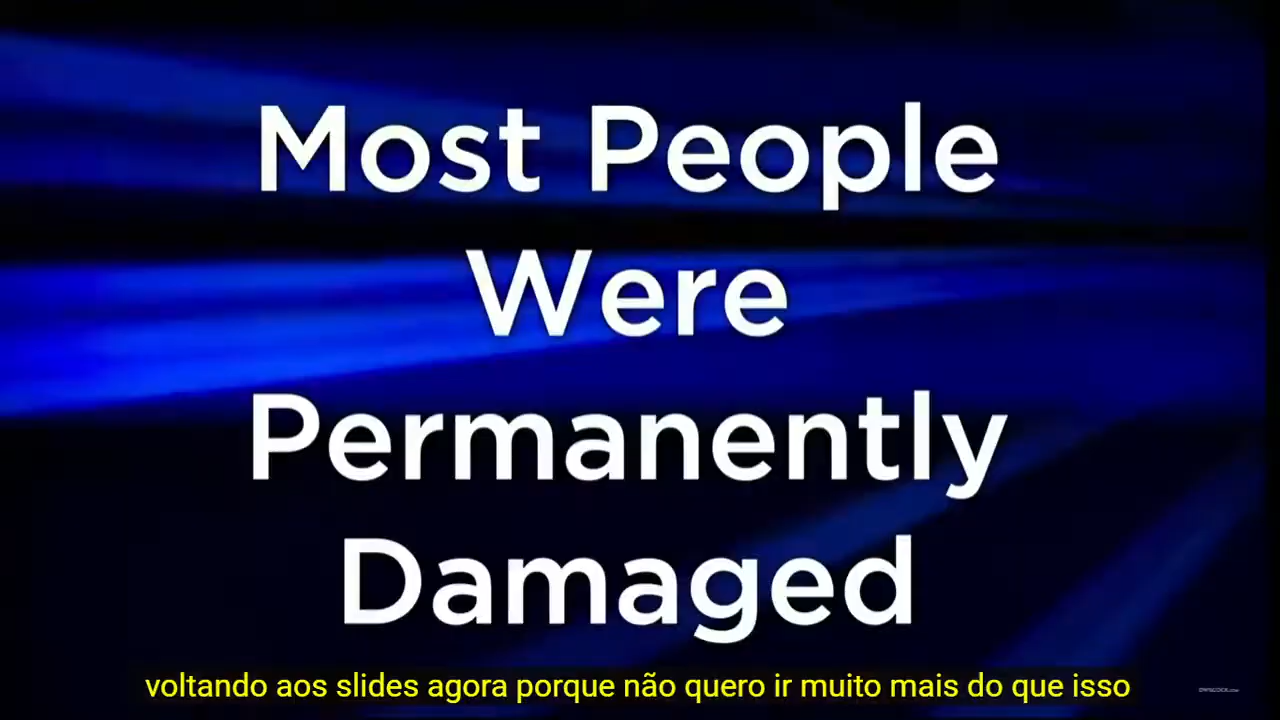 Most People
Were
Permanently
Damaged
voltando aos slides agora porque não quero ir muito mais do que isso